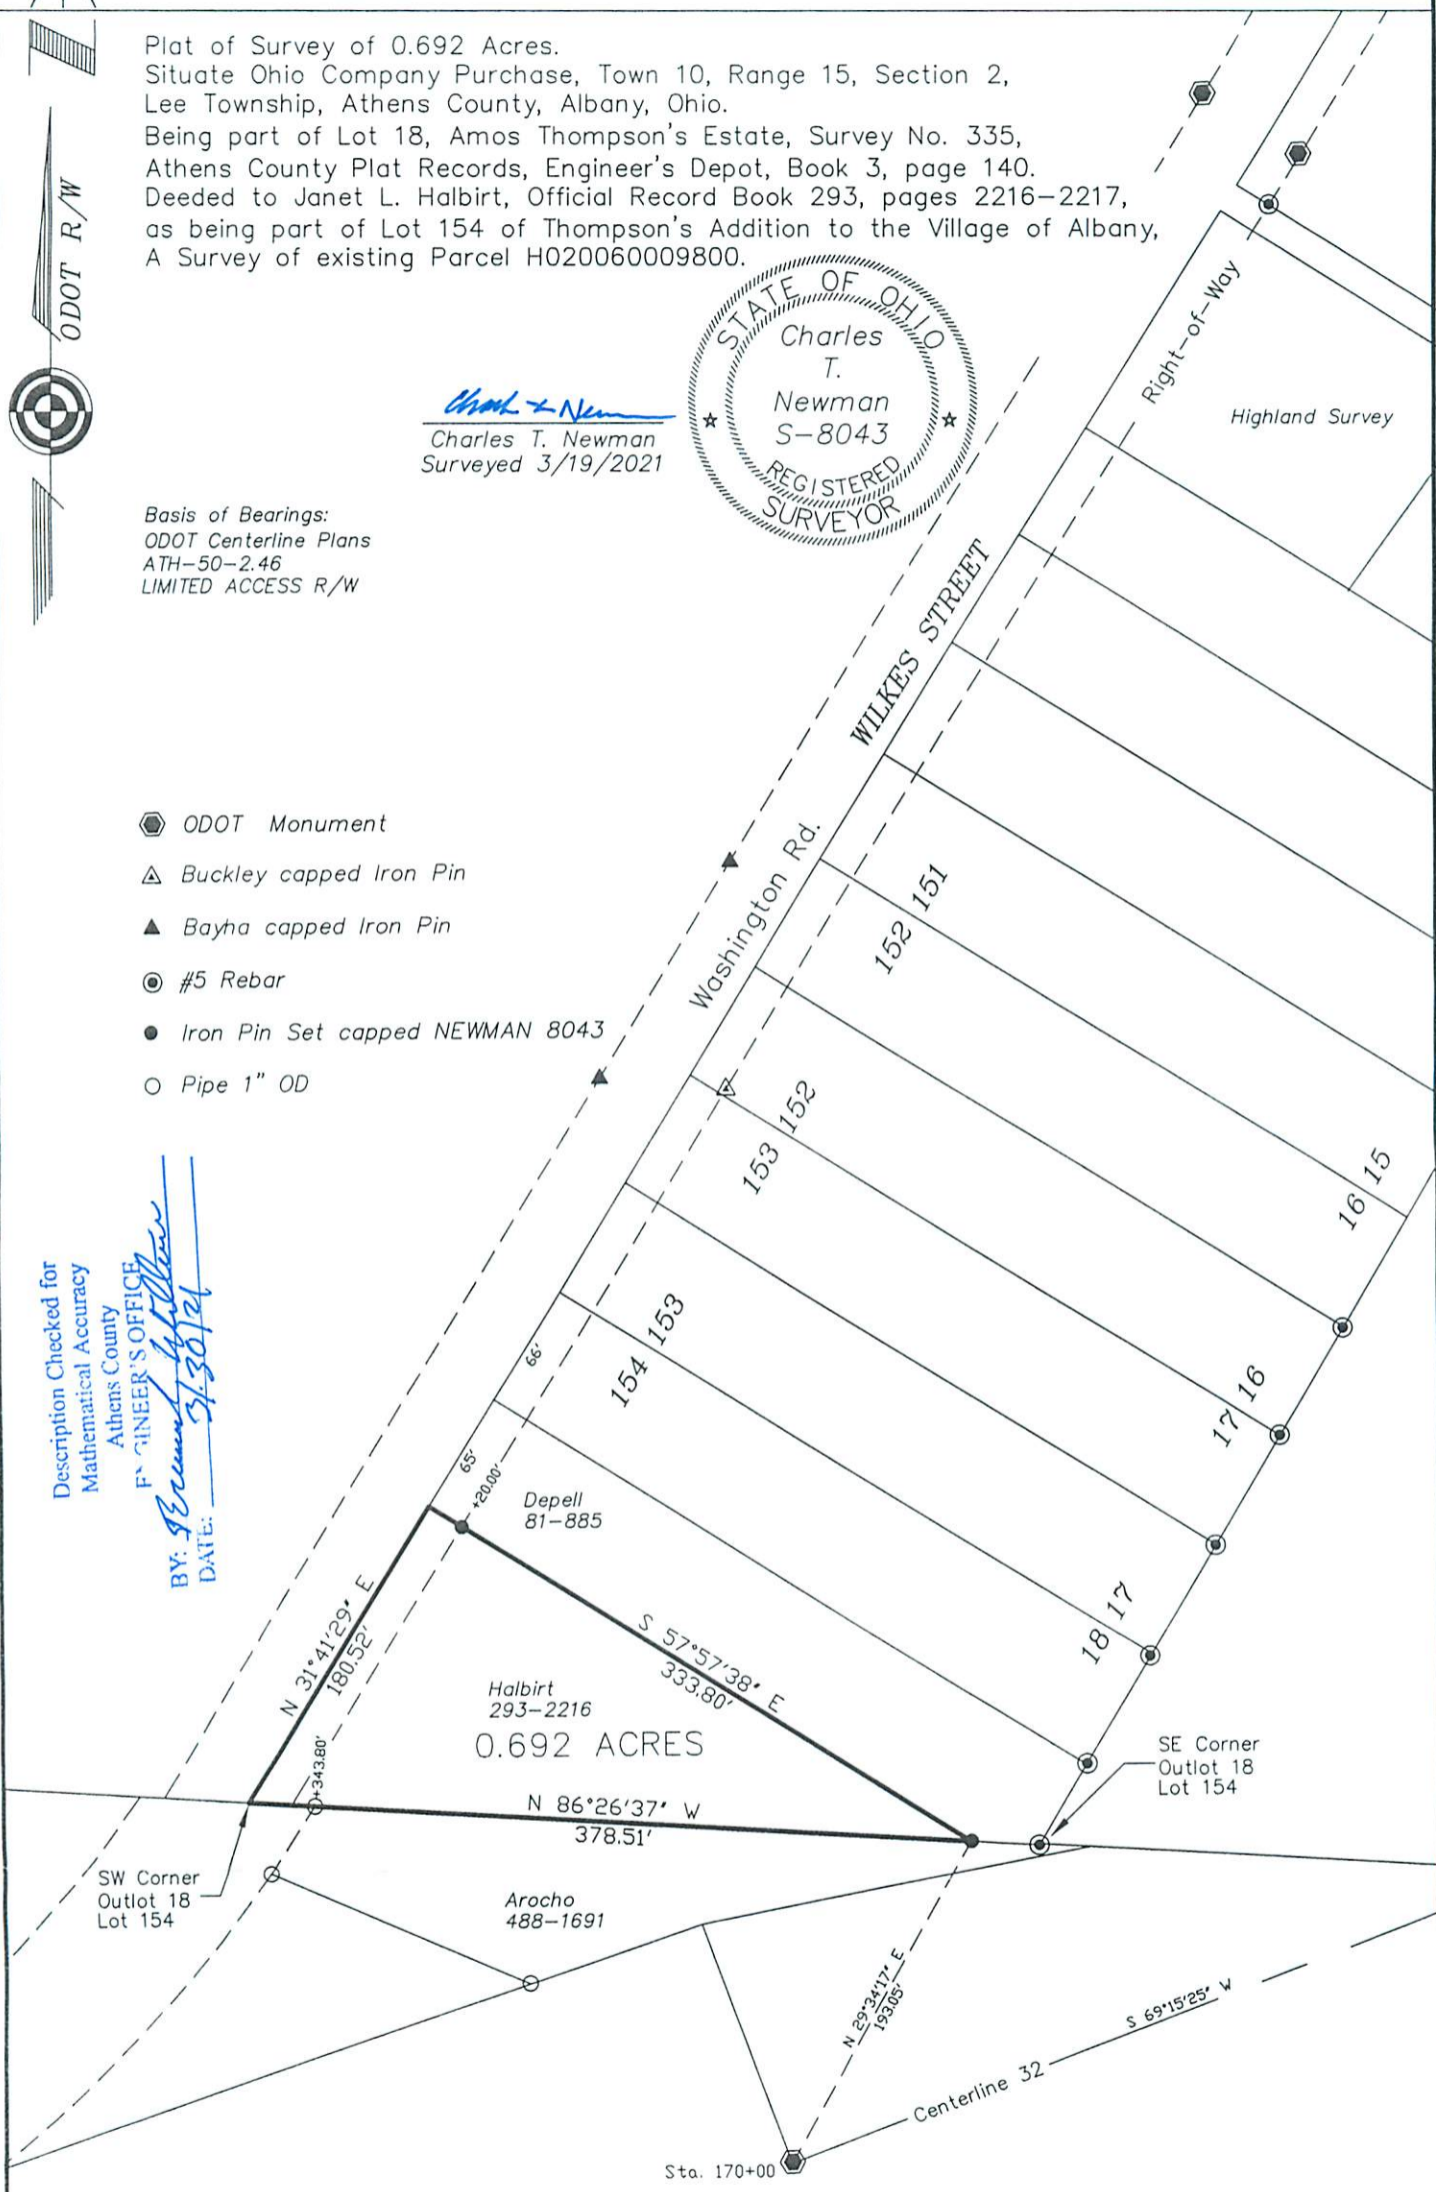 Plat of Survey of 0.692 Acres.
Situate Ohio Company Purchase, Town 10, Range 15, Section 2,
Lee Township, Athens County, Albany, Ohio.
Being part of Lot 18, Amos Thompson's Estate, Survey No. 335,
Athens County Plat Records, Engineer's Depot, Book 3, page 140.
Deeded to Janet L. Halbirt, Official Record Book 293, pages 2216-2217,
as being part of Lot 154 of Thompson's Addition to the Village of Albany,
A Survey of existing Parcel H020060009800.
ODOT R/W
STATE OF OHIO
Charles
T.
Newman
S-8043
REGISTERED
SURVEYOR
Charles T. Newman
Surveyed 3/19/2021
Basis of Bearings:
ODOT Centerline Plans
ATH-50-2.46
LIMITED ACCESS R/W
Right-of-Way
Highland Survey
WILKES STREET
Washington Rd.
ODOT Monument
Buckley capped Iron Pin
Bayha capped Iron Pin
#5 Rebar
Iron Pin Set capped NEWMAN 8043
Pipe 1" OD
152 151
153 152
154 153
16 15
17 16
18 17
66'
65'
+20.00'
Depell
81-885
Description Checked for
Mathematical Accuracy
Athens County
ENGINEER'S OFFICE
BY:
DATE: 3/30/21
N 31°41'29" E
180.52'
S 57°57'38" E
333.80'
Halbirt
293-2216
0.692 ACRES
+343.80'
N 86°26'37" W
378.51'
SE Corner
Outlot 18
Lot 154
SW Corner
Outlot 18
Lot 154
Arocho
488-1691
N 29°34'17" E
193.05'
S 69°15'25" W
Centerline 32
Sta. 170+00